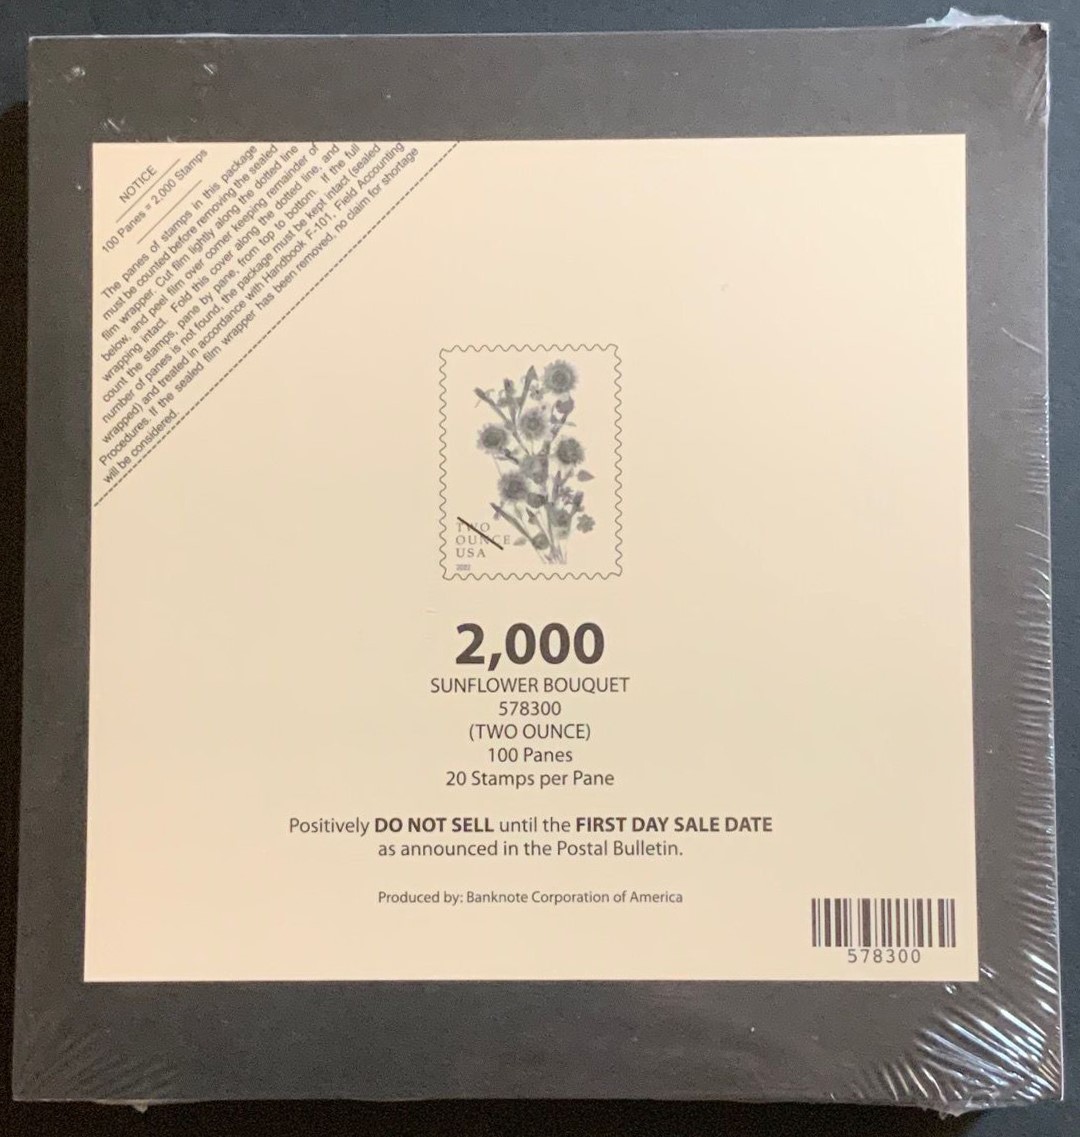 NOTICE
100 Panes = 2,000 Stamps
The panes of stamps in this package
must be counted before removing the sealed
film wrapper. Cut film lightly along the dotted line
below, and peel film over corner keeping remainder of
wrapping intact. Fold this cover along the dotted line, and
count the stamps, pane by pane, from top to bottom. If the full
number of panes is not found, the package must be kept intact (sealed
wrapped) and treated in accordance with Handbook F-101, Field Accounting
Procedures. If the sealed film wrapper has been removed, no claim for shortage
will be considered.
TWO
OUNCE
USA
2022
2,000
SUNFLOWER BOUQUET
578300
(TWO OUNCE)
100 Panes
20 Stamps per Pane
Positively DO NOT SELL until the FIRST DAY SALE DATE
as announced in the Postal Bulletin.
Produced by: Banknote Corporation of America
578300